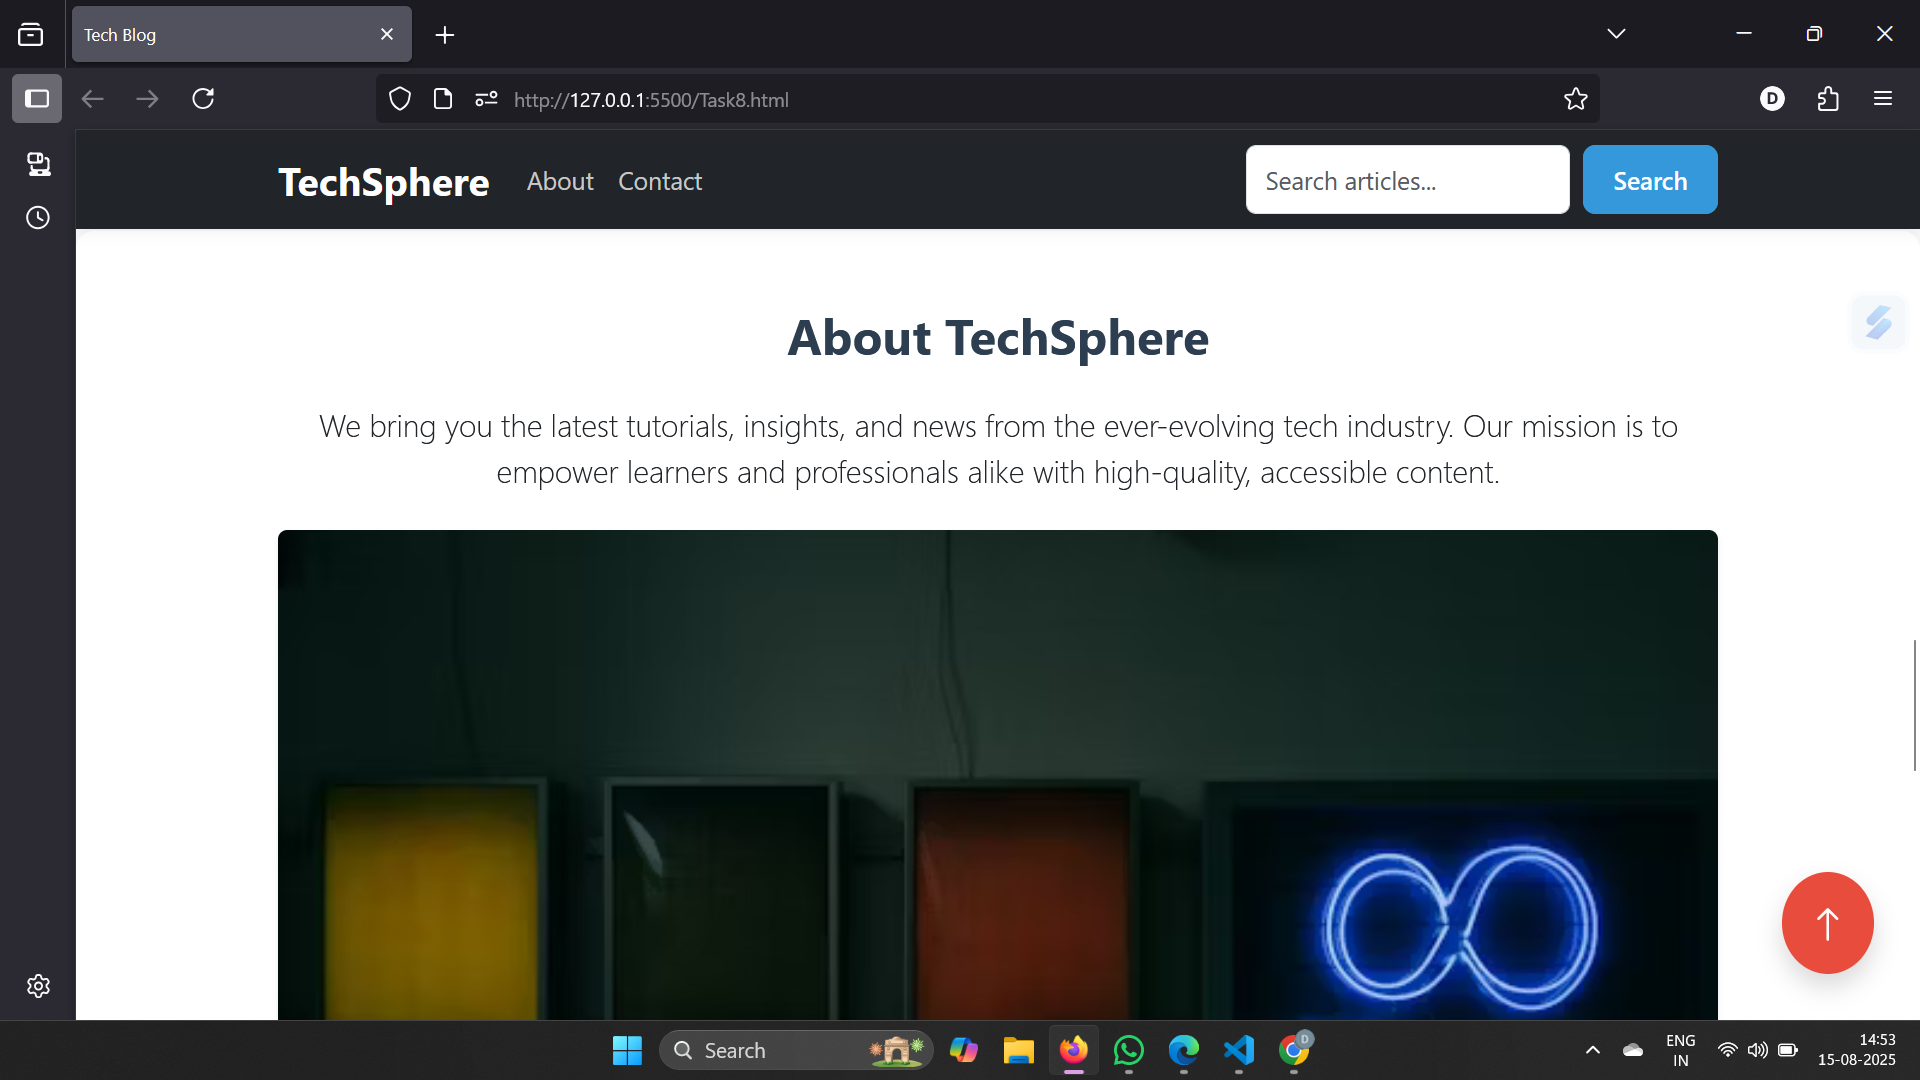 Tech Blog
http://127.0.0.1:5500/Task8.html
D
TechSphere About Contact Search articles... Search
About TechSphere
We bring you the latest tutorials, insights, and news from the ever-evolving tech industry. Our mission is to
empower learners and professionals alike with high-quality, accessible content.
Search
D
ENG
IN
14:53
15-08-2025